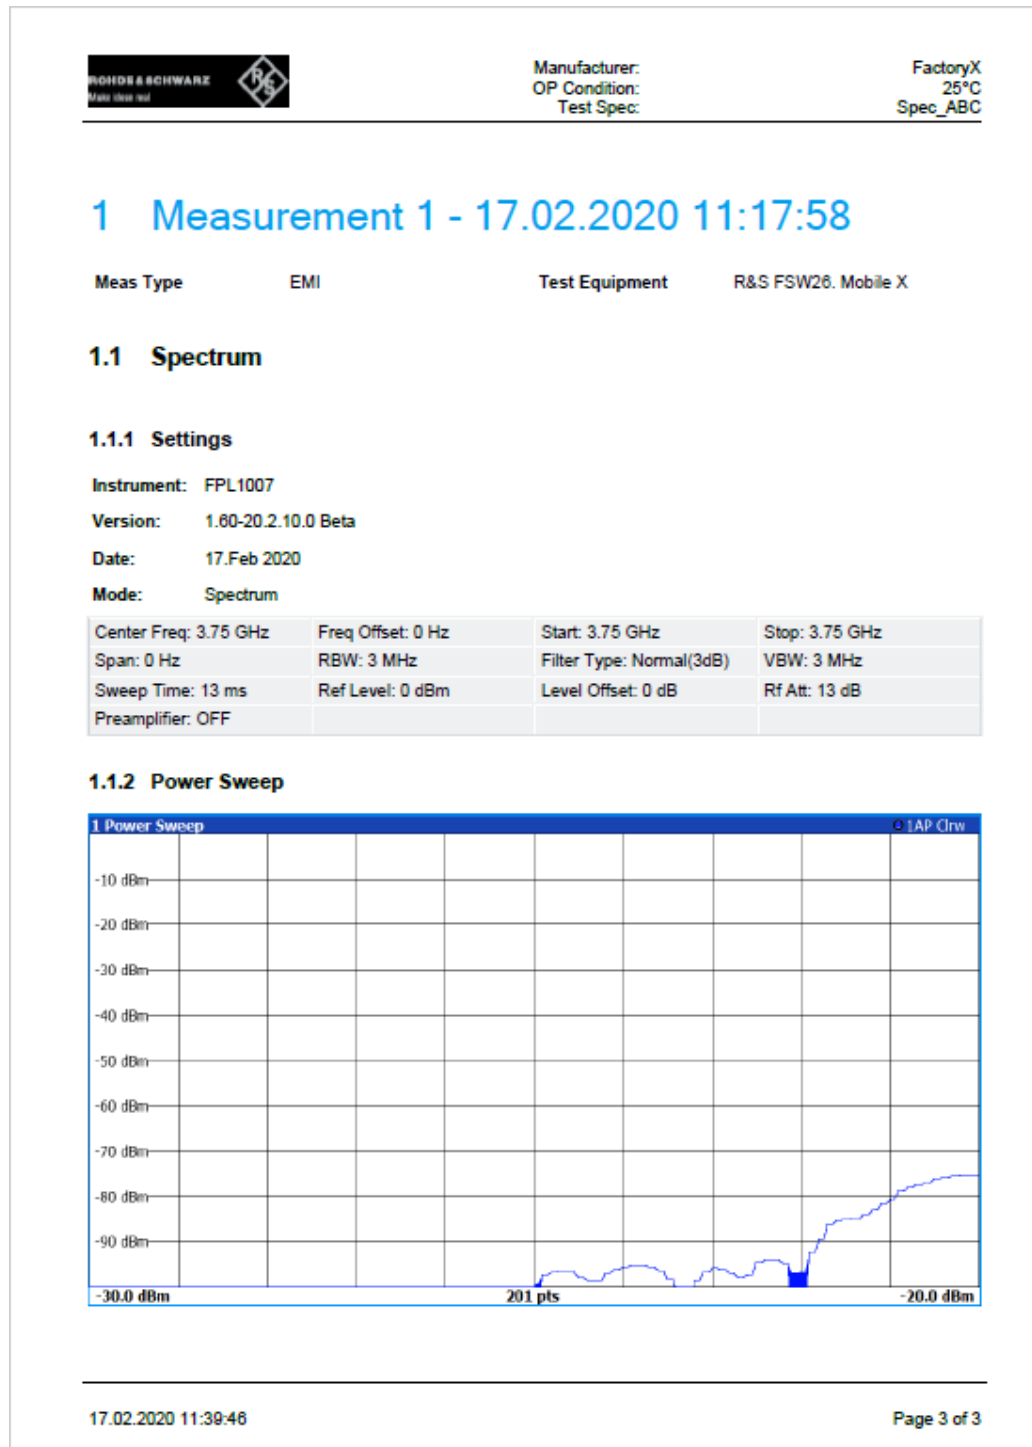 ROHDE & SCHWARZ
Make ideas real
R&S
Manufacturer: FactoryX
OP Condition: 25°C
Test Spec: Spec_ABC
1 Measurement 1 - 17.02.2020 11:17:58
Meas Type EMI Test Equipment R&S FSW26. Mobile X
1.1 Spectrum
1.1.1 Settings
Instrument: FPL1007
Version: 1.60-20.2.10.0 Beta
Date: 17.Feb 2020
Mode: Spectrum
Center Freq: 3.75 GHz Freq Offset: 0 Hz Start: 3.75 GHz Stop: 3.75 GHz
Span: 0 Hz RBW: 3 MHz Filter Type: Normal(3dB) VBW: 3 MHz
Sweep Time: 13 ms Ref Level: 0 dBm Level Offset: 0 dB Rf Att: 13 dB
Preamplifier: OFF
1.1.2 Power Sweep
1 Power Sweep 1AP Clrw
-10 dBm
-20 dBm
-30 dBm
-40 dBm
-50 dBm
-60 dBm
-70 dBm
-80 dBm
-90 dBm
-30.0 dBm 201 pts -20.0 dBm
17.02.2020 11:39:46 Page 3 of 3